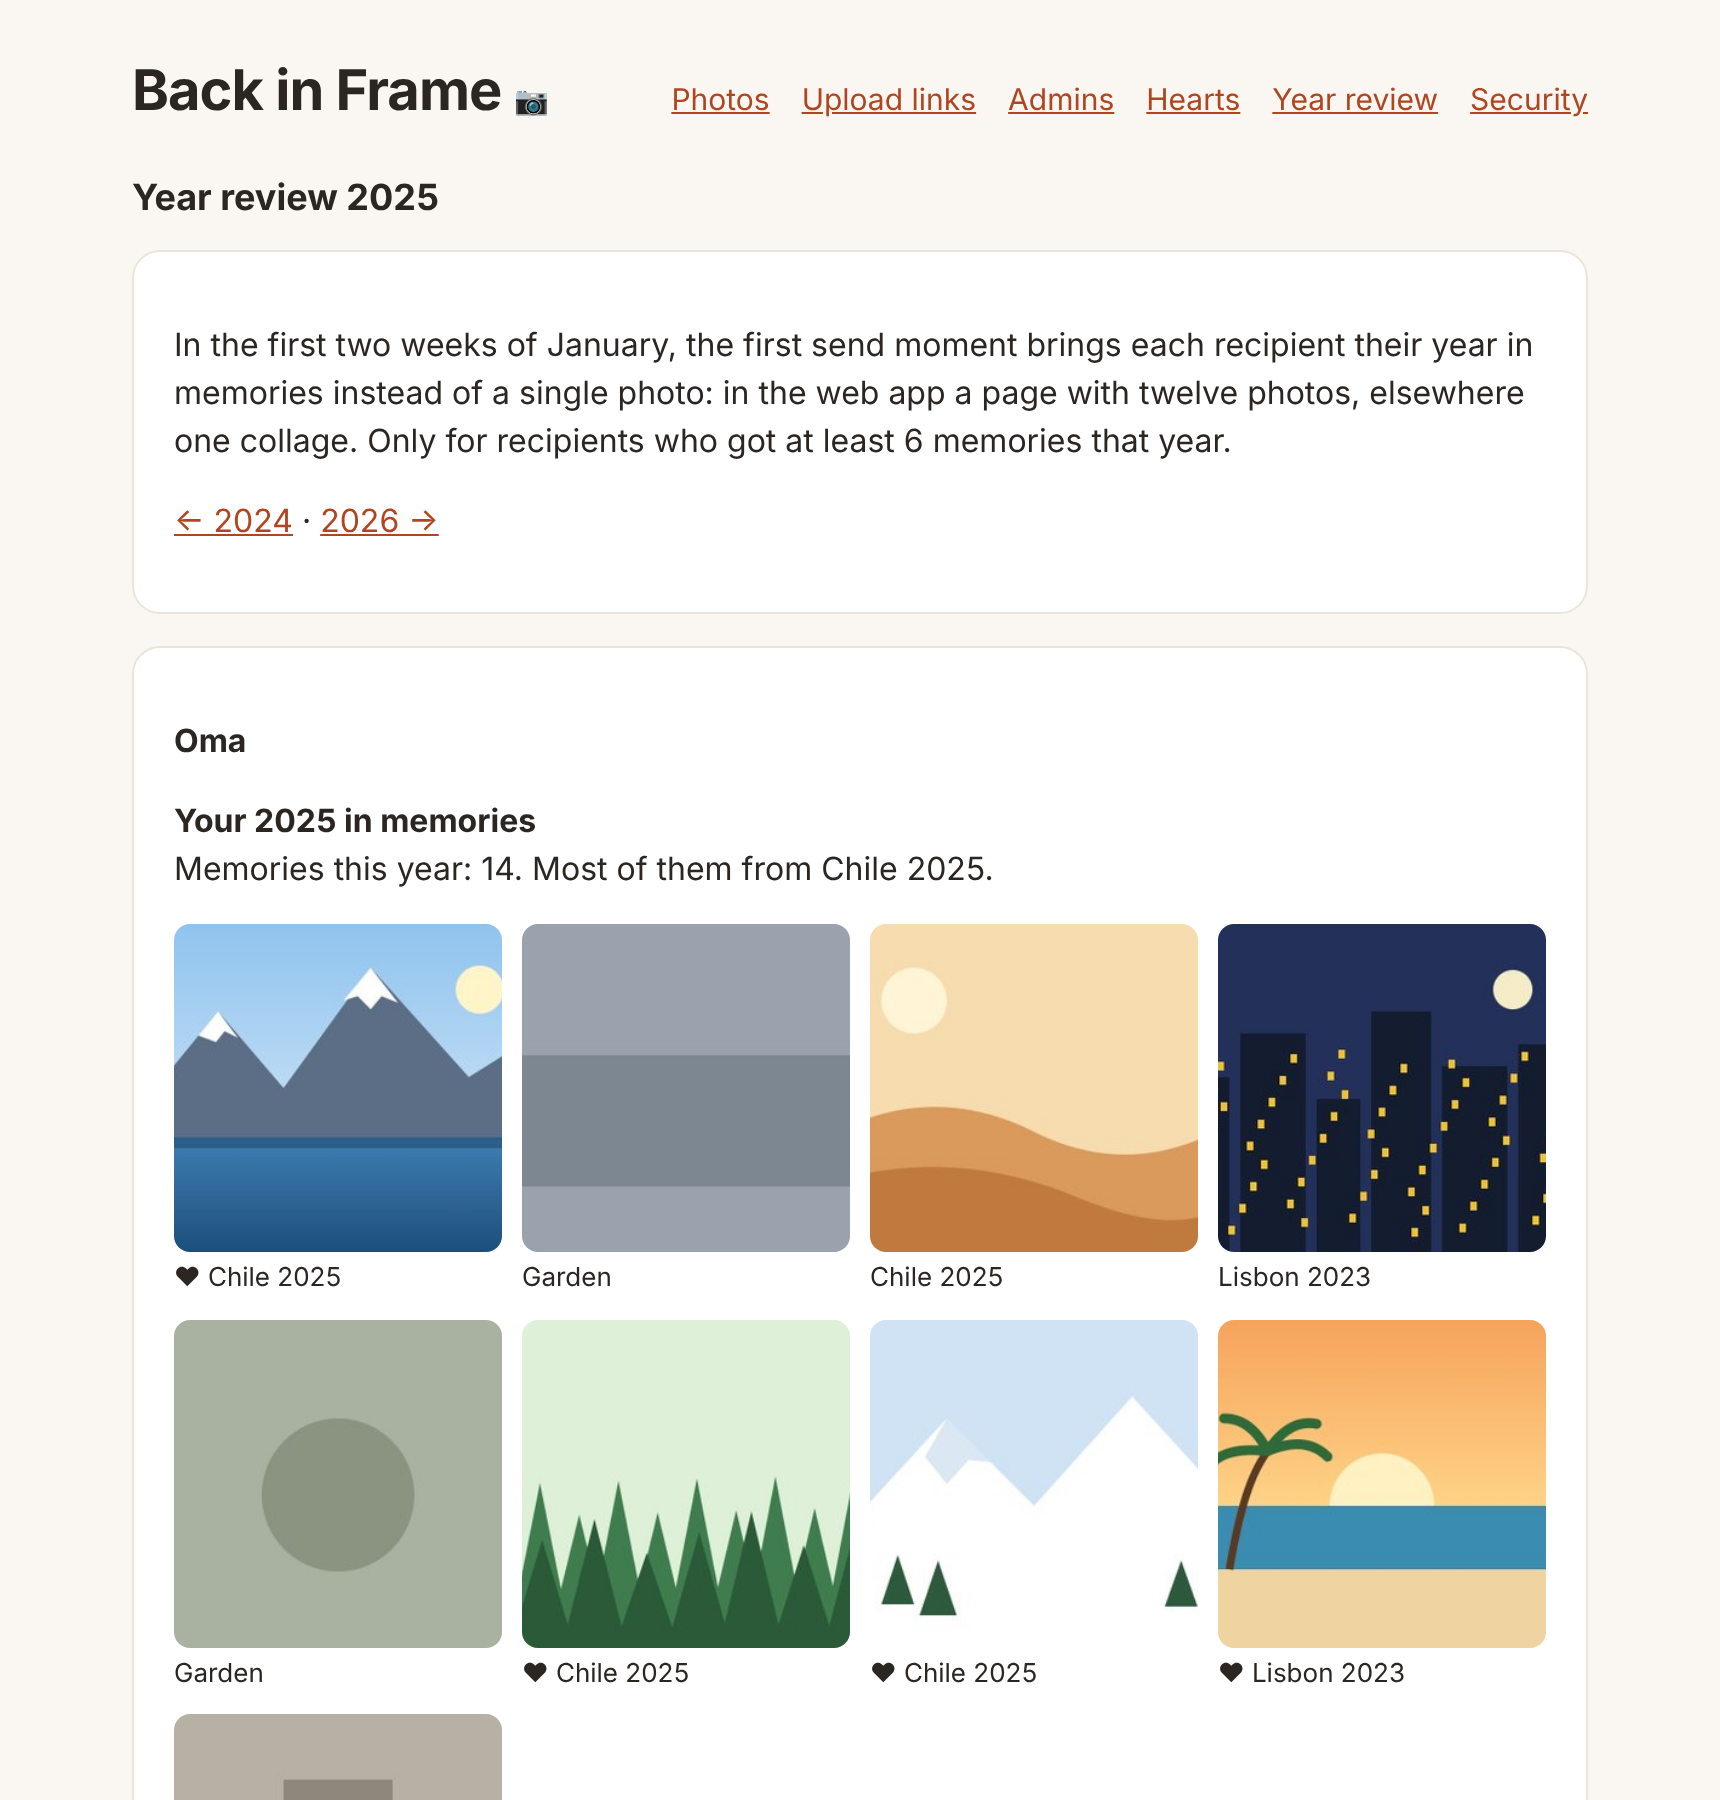 Back in Frame 📷
Photos Upload links Admins Hearts Year review Security
Year review 2025
In the first two weeks of January, the first send moment brings each recipient their year in
memories instead of a single photo: in the web app a page with twelve photos, elsewhere
one collage. Only for recipients who got at least 6 memories that year.
← 2024 · 2026 →
Oma
Your 2025 in memories
Memories this year: 14. Most of them from Chile 2025.
♥ Chile 2025
Garden
Chile 2025
Lisbon 2023
Garden
♥ Chile 2025
♥ Chile 2025
♥ Lisbon 2023